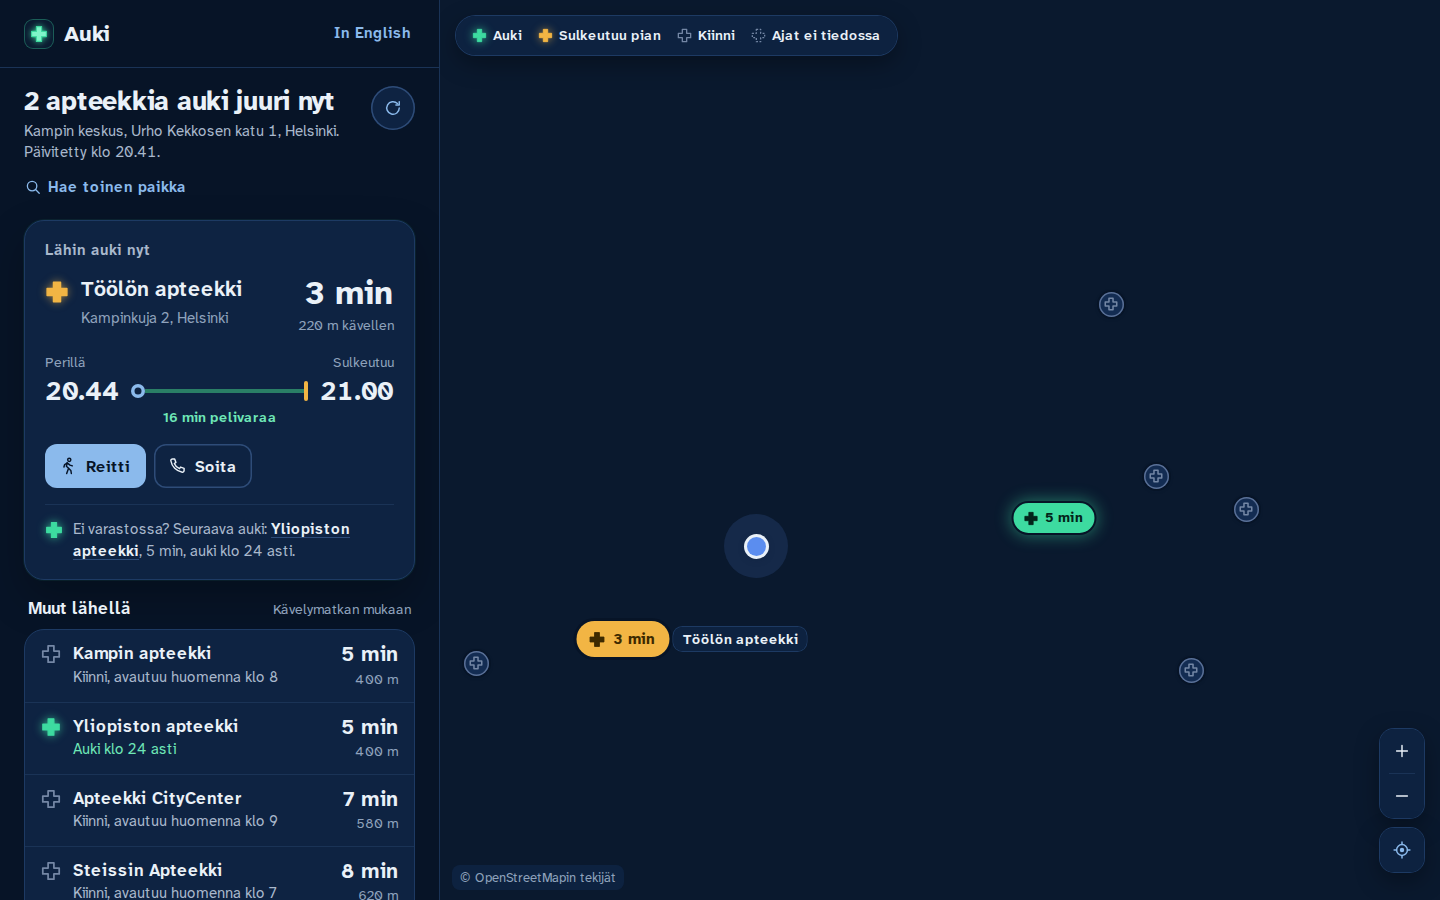 Auki
In English
2 apteekkia auki juuri nyt
Kampin keskus, Urho Kekkosen katu 1, Helsinki.
Päivitetty klo 20.41.
Hae toinen paikka
Lähin auki nyt
Töölön apteekki
3 min
Kampinkuja 2, Helsinki
220 m kävellen
Perillä
Sulkeutuu
20.44
21.00
16 min pelivaraa
Reitti
Soita
Ei varastossa? Seuraava auki: Yliopiston
apteekki, 5 min, auki klo 24 asti.
Muut lähellä
Kävelymatkan mukaan
Kampin apteekki
5 min
Kiinni, avautuu huomenna klo 8
400 m
Yliopiston apteekki
5 min
Auki klo 24 asti
400 m
Apteekki CityCenter
7 min
Kiinni, avautuu huomenna klo 9
580 m
Steissin Apteekki
8 min
Kiinni, avautuu huomenna klo 7
620 m
Auki
Sulkeutuu pian
Kiinni
Ajat ei tiedossa
5 min
3 min
Töölön apteekki
© OpenStreetMapin tekijät